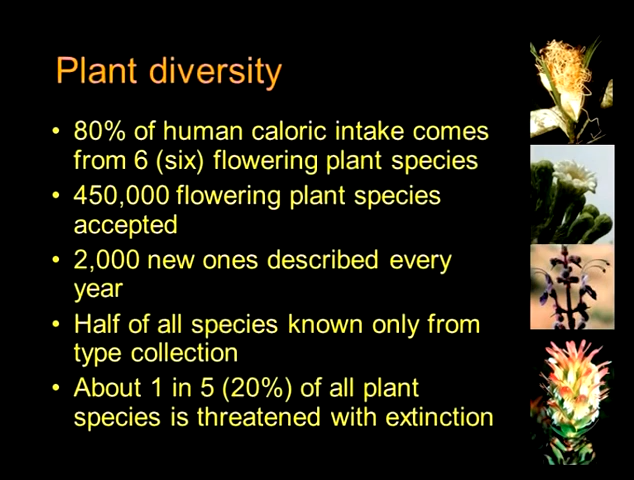 Plant diversity
• 80% of human caloric intake comes
from 6 (six) flowering plant species
• 450,000 flowering plant species
accepted
• 2,000 new ones described every
year
• Half of all species known only from
type collection
• About 1 in 5 (20%) of all plant
species is threatened with extinction